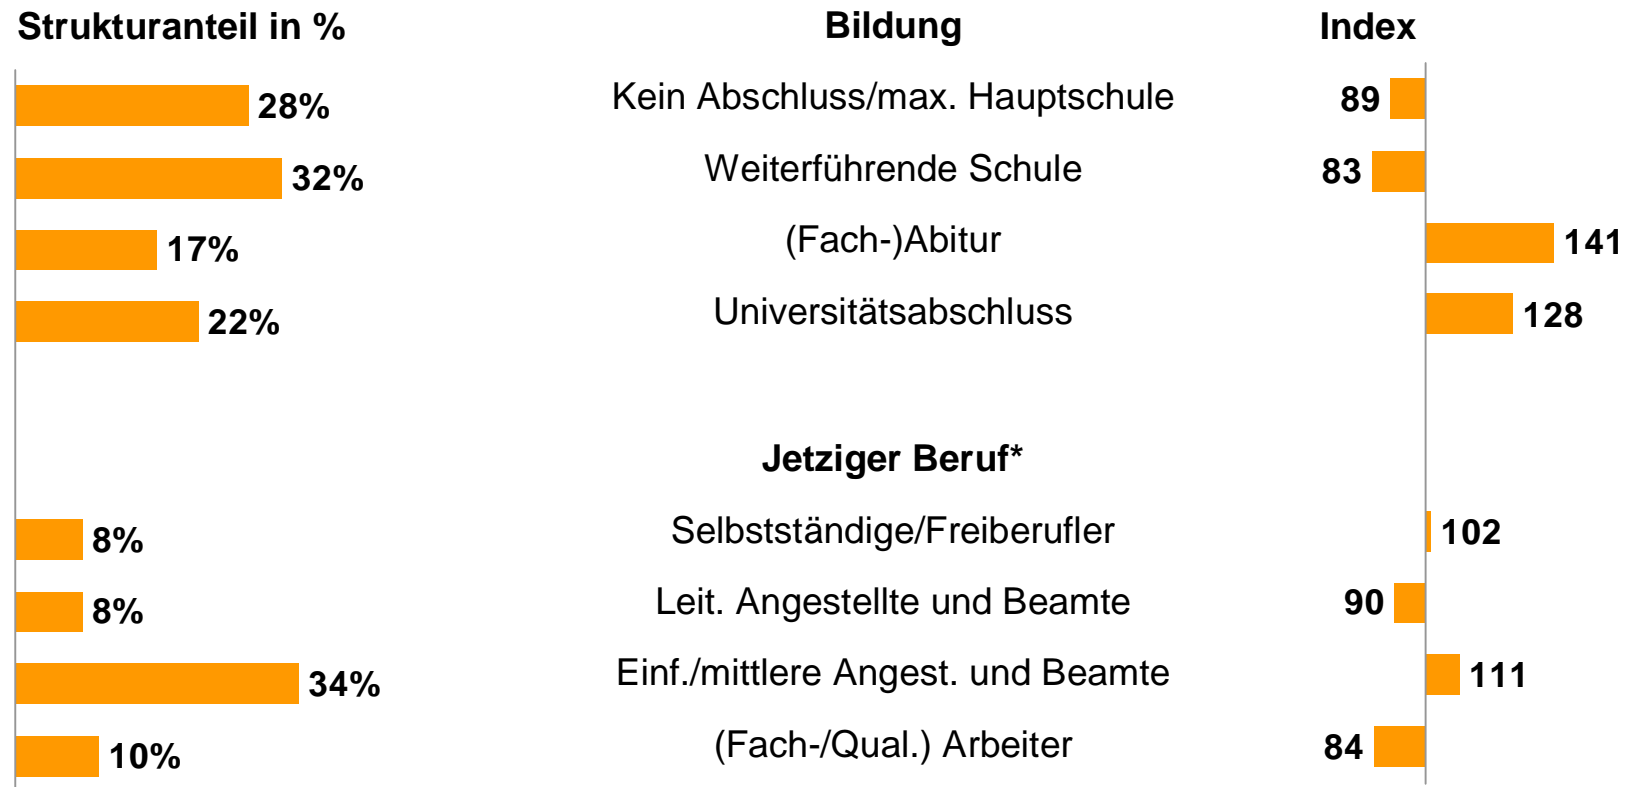 Strukturanteil in % Bildung Index
28% Kein Abschluss/max. Hauptschule 89
32% Weiterführende Schule 83
17% (Fach-)Abitur 141
22% Universitätsabschluss 128
Jetziger Beruf*
8% Selbstständige/Freiberufler 102
8% Leit. Angestellte und Beamte 90
34% Einf./mittlere Angest. und Beamte 111
10% (Fach-/Qual.) Arbeiter 84